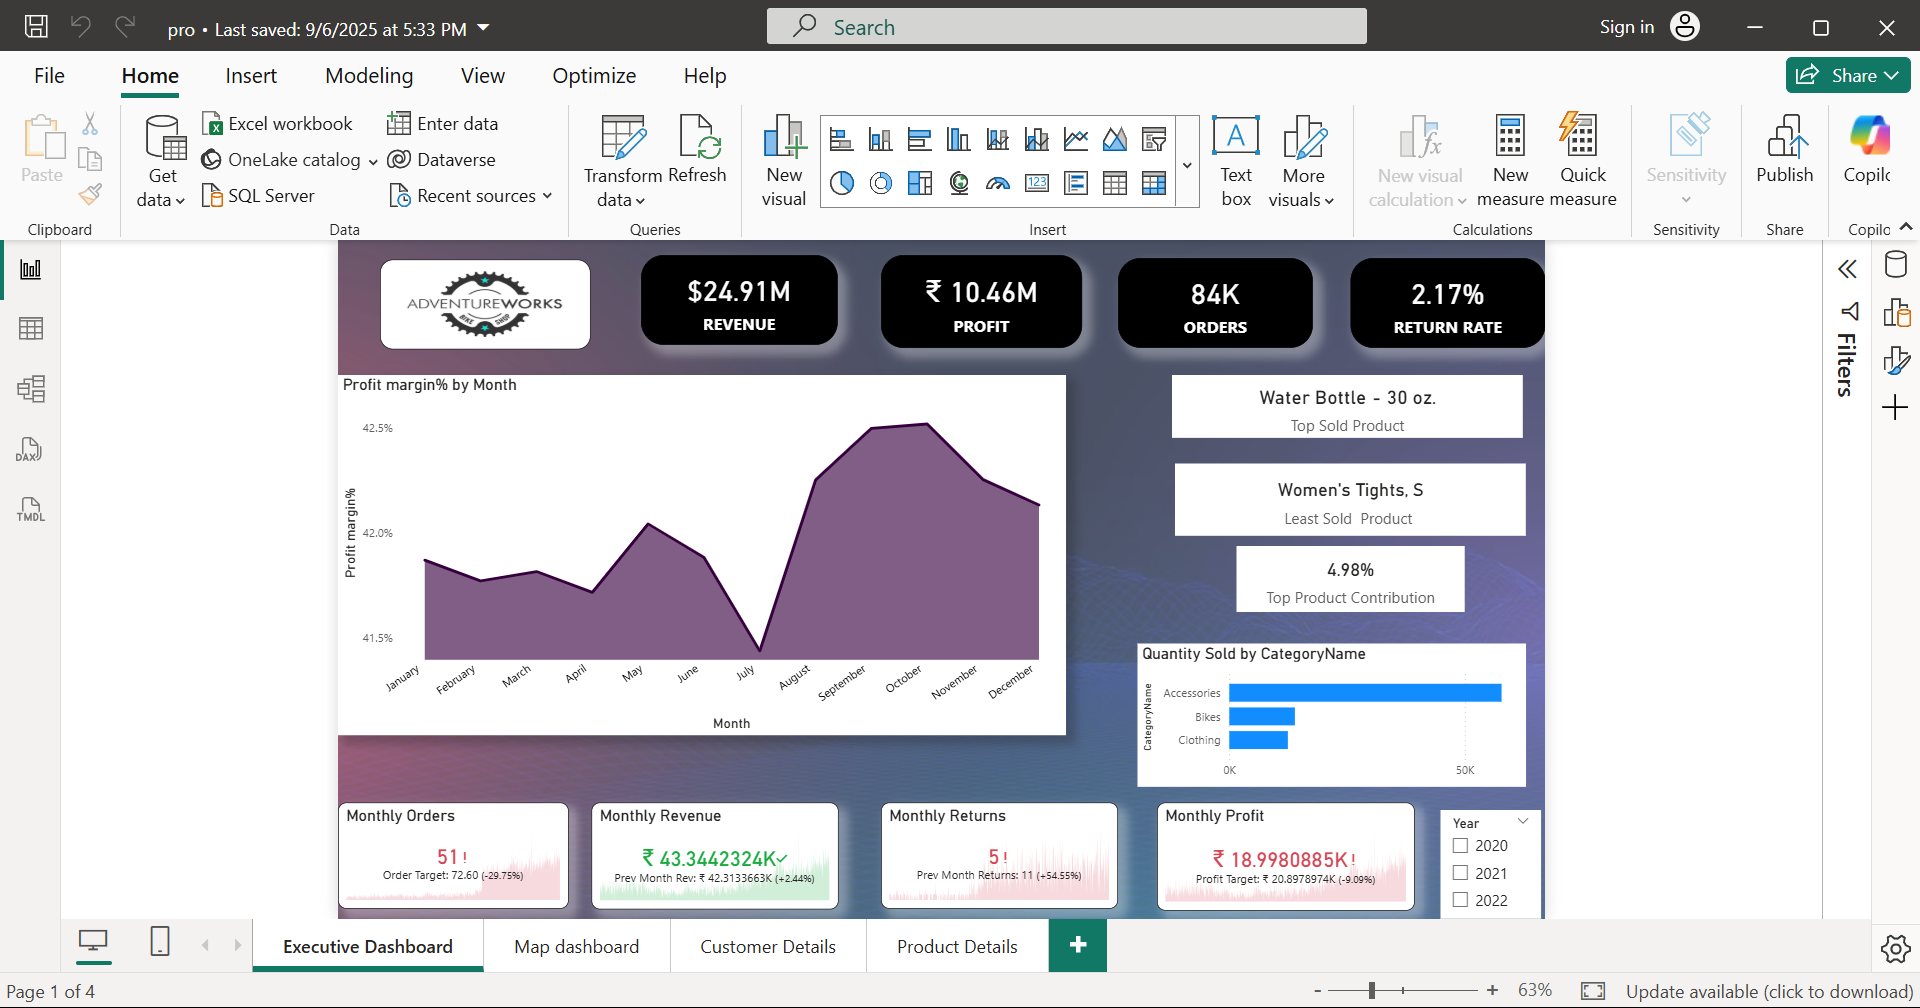 pro • Last saved: 9/6/2025 at 5:33 PM
Search
Sign in
File Home Insert Modeling View Optimize Help
Share
Paste
Clipboard
Get data
Excel workbook
OneLake catalog
SQL Server
Enter data
Dataverse
Recent sources
Data
Transform data
Refresh
Queries
New visual
123
A
Text box
More visuals
Insert
fx
New visual calculation
New measure
Quick measure
Calculations
Sensitivity
Sensitivity
Publish
Share
Copilc
Copilc
DAX
TMDL
ADVENTUREWORKS
BIKE SHOP
$24.91M
REVENUE
₹ 10.46M
PROFIT
84K
ORDERS
2.17%
RETURN RATE
Profit margin% by Month
Profit margin%
42.5%
42.0%
41.5%
January
February
March
April
May
June
July
August
September
October
November
December
Month
Water Bottle - 30 oz.
Top Sold Product
Women's Tights, S
Least Sold  Product
4.98%
Top Product Contribution
Quantity Sold by CategoryName
CategoryName
Accessories
Bikes
Clothing
0K
50K
Monthly Orders
51!
Order Target: 72.60 (-29.75%)
Monthly Revenue
₹ 43.3442324K
Prev Month Rev: ₹ 42.3133663K (+2.44%)
Monthly Returns
5!
Prev Month Returns: 11 (+54.55%)
Monthly Profit
₹ 18.9980885K!
Profit Target: ₹ 20.8978974K (-9.09%)
Year
2020
2021
2022
Filters
Executive Dashboard
Map dashboard
Customer Details
Product Details
+
Page 1 of 4
- + 63%
Update available (click to download)